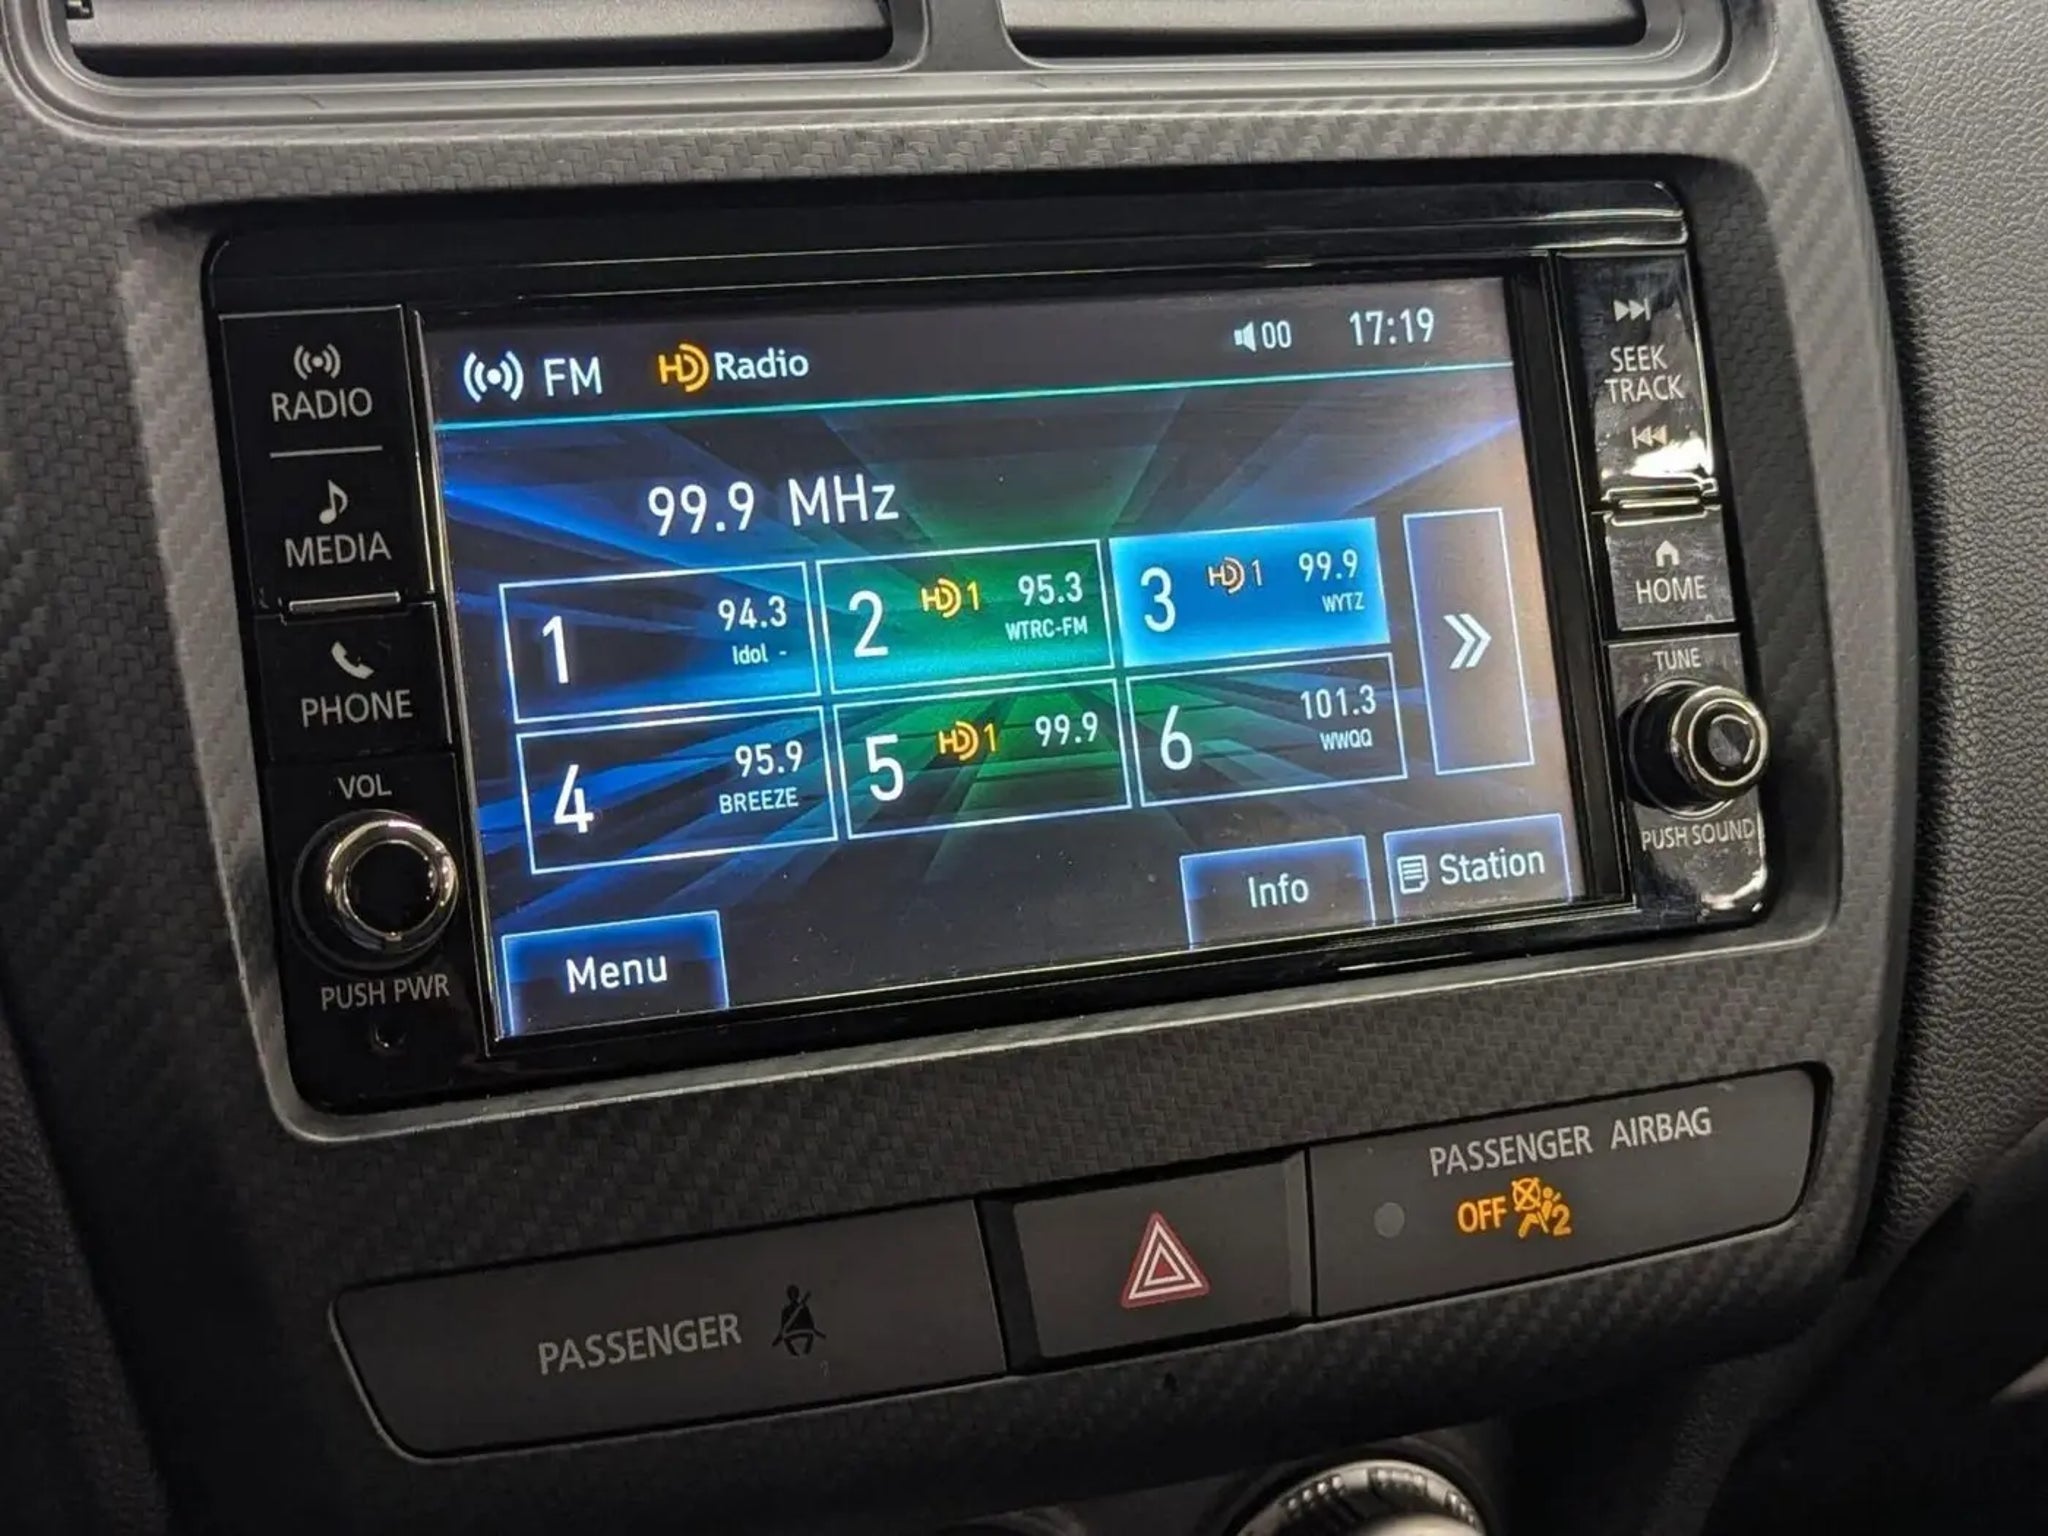 RADIO
MEDIA
PHONE
VOL
PUSH PWR
FM HD Radio 00 17:19
99.9 MHz
1 94.3
Idol -
2 HD1 95.3
WTRC-FM
3 HD1 99.9
WYTZ
4 95.9
BREEZE
5 HD1 99.9
6 101.3
WWQQ
Info
Station
Menu
SEEK
TRACK
HOME
TUNE
PUSH SOUND
PASSENGER
PASSENGER AIRBAG
OFF 2